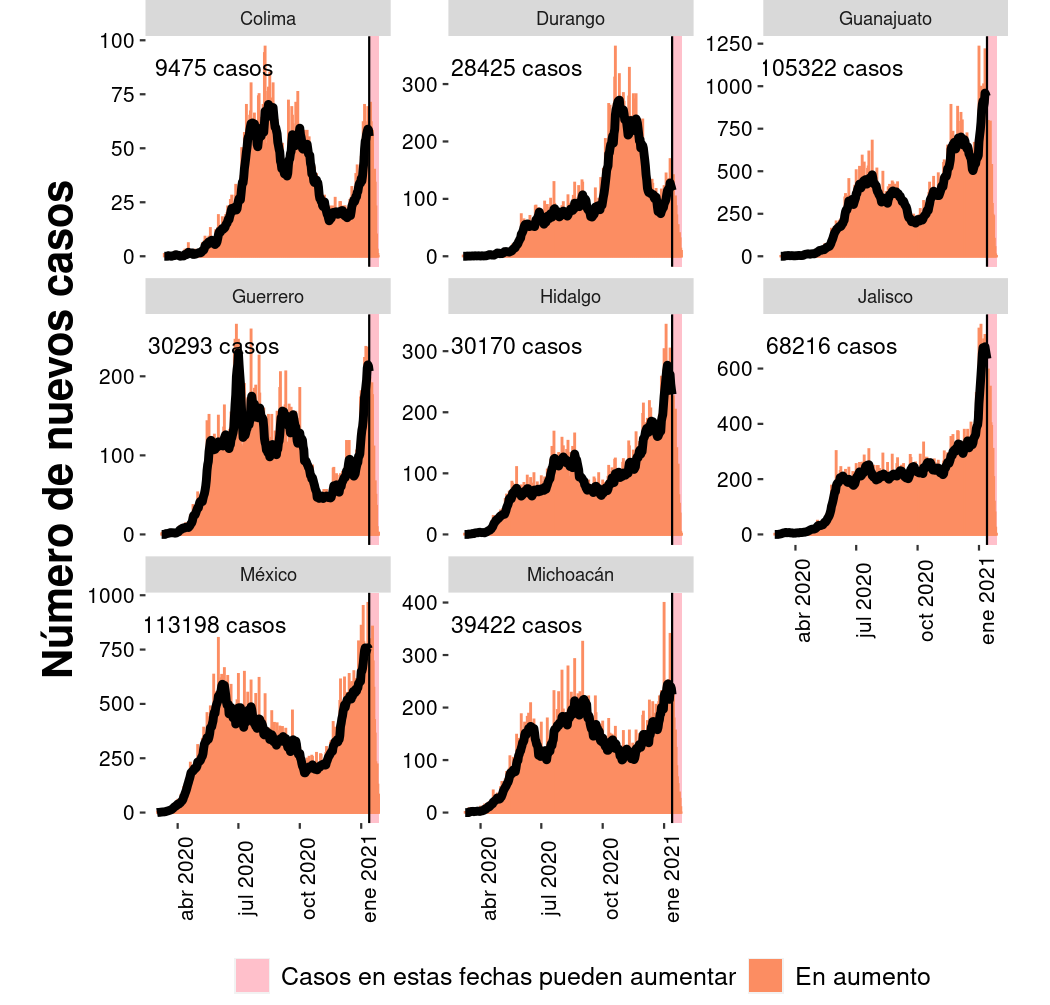 Número de nuevos casos
Colima
Durango
Guanajuato
100
75
50
25
0
9475 casos
300
200
100
0
28425 casos
1250
1000
750
500
250
0
105322 casos
Guerrero
Hidalgo
Jalisco
200
100
0
30293 casos
300
200
100
0
30170 casos
600
400
200
0
68216 casos
abr 2020
jul 2020
oct 2020
ene 2021
México
Michoacán
1000
750
500
250
0
113198 casos
400
300
200
100
0
39422 casos
abr 2020
jul 2020
oct 2020
ene 2021
abr 2020
jul 2020
oct 2020
ene 2021
Casos en estas fechas pueden aumentar
En aumento